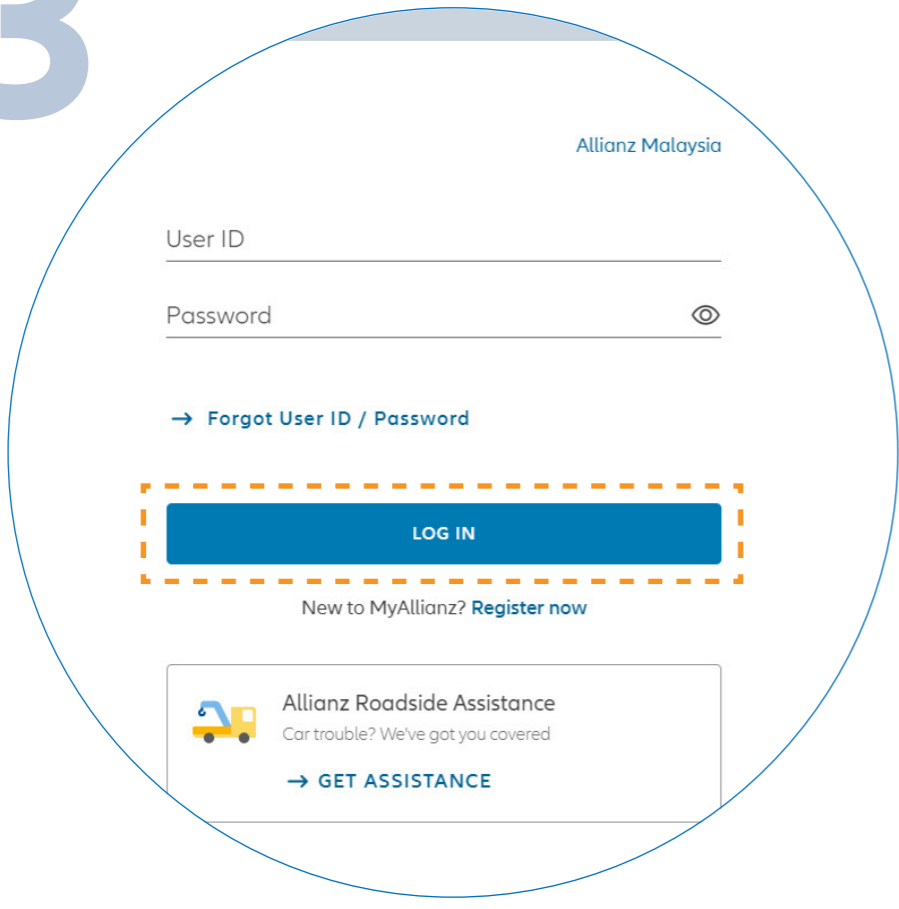 3
Allianz Malaysia
User ID
Password
→ Forgot User ID / Password
LOG IN
New to MyAllianz? Register now
Allianz Roadside Assistance
Car trouble? We've got you covered
→ GET ASSISTANCE